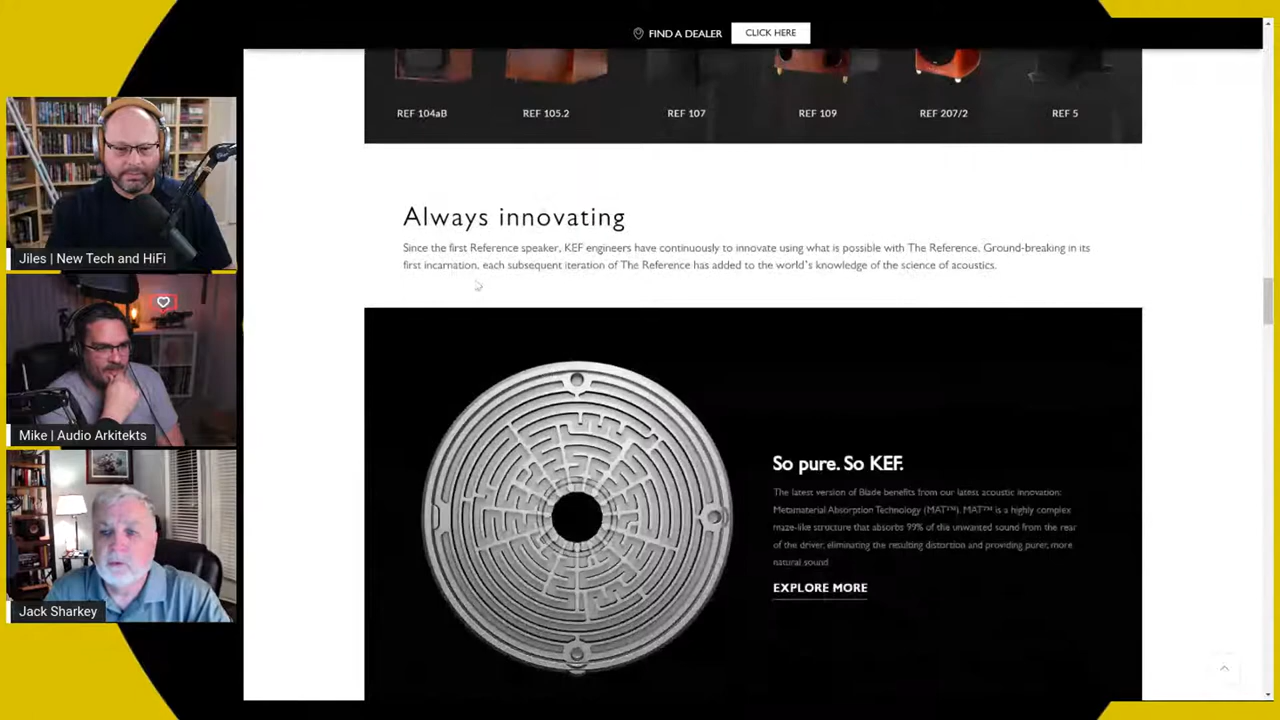 FIND A DEALER
CLICK HERE
REF 104aB
REF 105.2
REF 107
REF 109
REF 207/2
REF 5
Always innovating
Since the first Reference speaker, KEF engineers have continuously to innovate using what is possible with The Reference. Ground-breaking in its
first incarnation, each subsequent iteration of The Reference has added to the world's knowledge of the science of acoustics.
So pure. So KEF.
The latest version of Blade benefits from our latest acoustic innovation:
Metamaterial Absorption Technology (MAT™). MAT™ is a highly complex
maze-like structure that absorbs 99% of the unwanted sound from the rear
of the driver, eliminating the resulting distortion and providing purer, more
natural sound
EXPLORE MORE
Jiles | New Tech and HiFi
Mike | Audio Arkitekts
Jack Sharkey